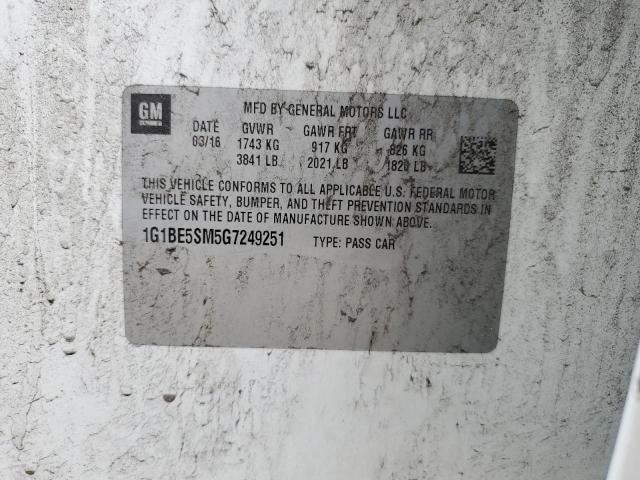 GM
MFD BY GENERAL MOTORS LLC
DATE GVWR GAWR FRT GAWR RR
03/16 1743 KG 917 KG 826 KG
3841 LB 2021 LB 1820 LB
THIS VEHICLE CONFORMS TO ALL APPLICABLE U.S. FEDERAL MOTOR
VEHICLE SAFETY, BUMPER, AND THEFT PREVENTION STANDARDS IN
EFFECT ON THE DATE OF MANUFACTURE SHOWN ABOVE.
1G1BE5SM5G7249251 TYPE: PASS CAR